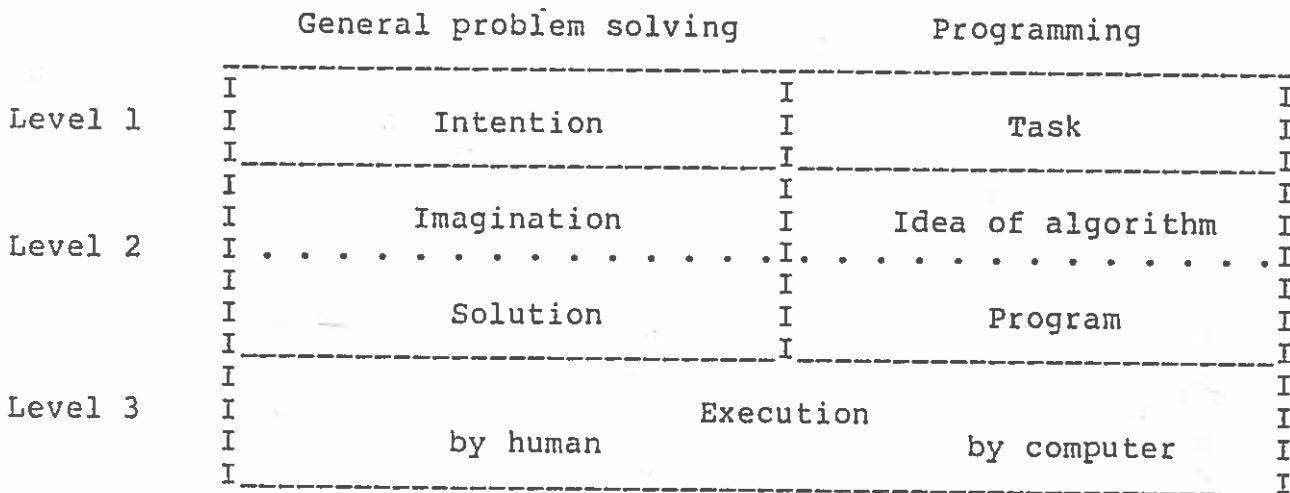 General problem solving Programming
Level 1 Intention Task
Imagination Idea of algorithm
Level 2
Solution Program
Level 3 Execution
by human by computer